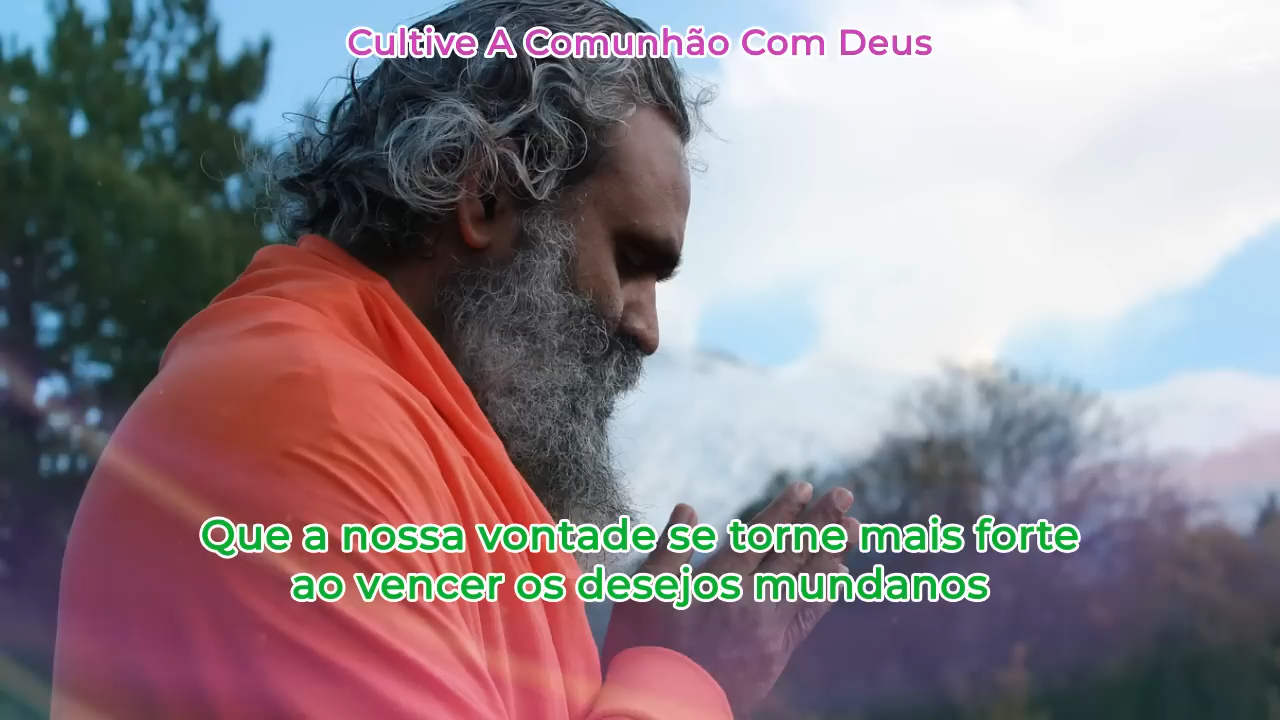 Cultive A Comunhão Com Deus
Que a nossa vontade se torne mais forte
ao vencer os desejos mundanos